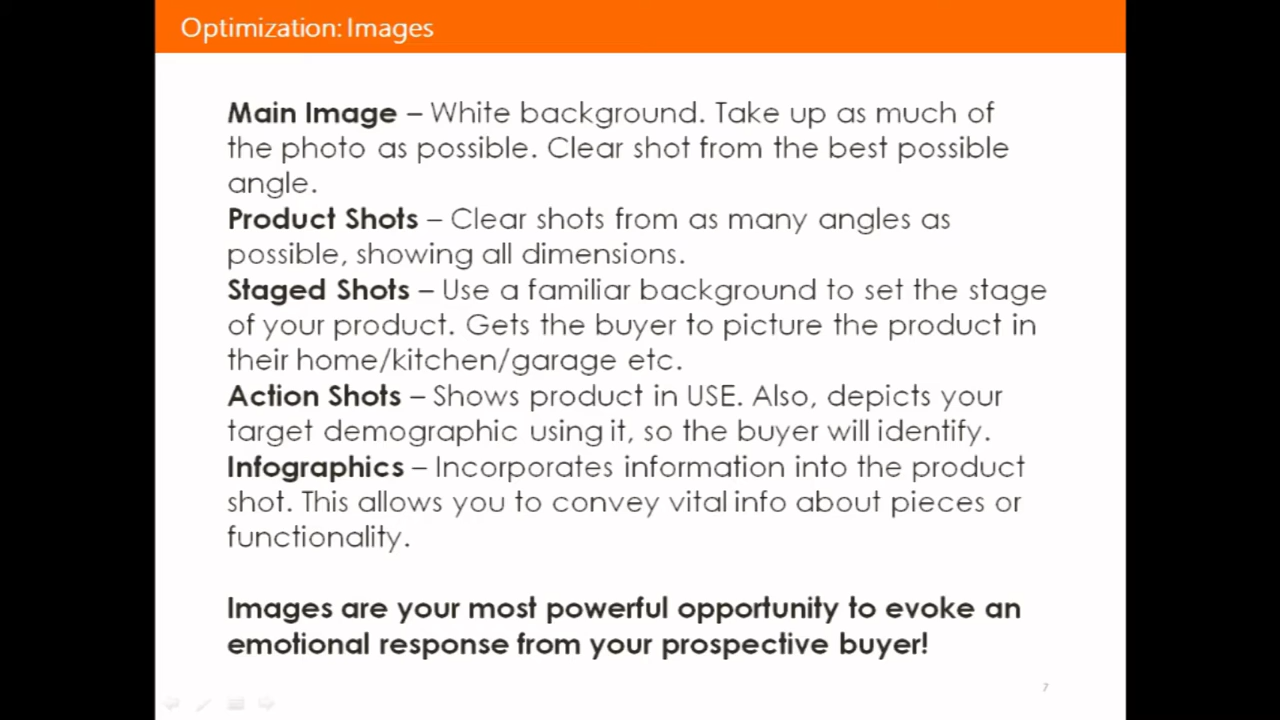 Optimization: Images
Main Image – White background. Take up as much of
the photo as possible. Clear shot from the best possible
angle.
Product Shots – Clear shots from as many angles as
possible, showing all dimensions.
Staged Shots – Use a familiar background to set the stage
of your product. Gets the buyer to picture the product in
their home/kitchen/garage etc.
Action Shots – Shows product in USE. Also, depicts your
target demographic using it, so the buyer will identify.
Infographics – Incorporates information into the product
shot. This allows you to convey vital info about pieces or
functionality.
Images are your most powerful opportunity to evoke an
emotional response from your prospective buyer!
7